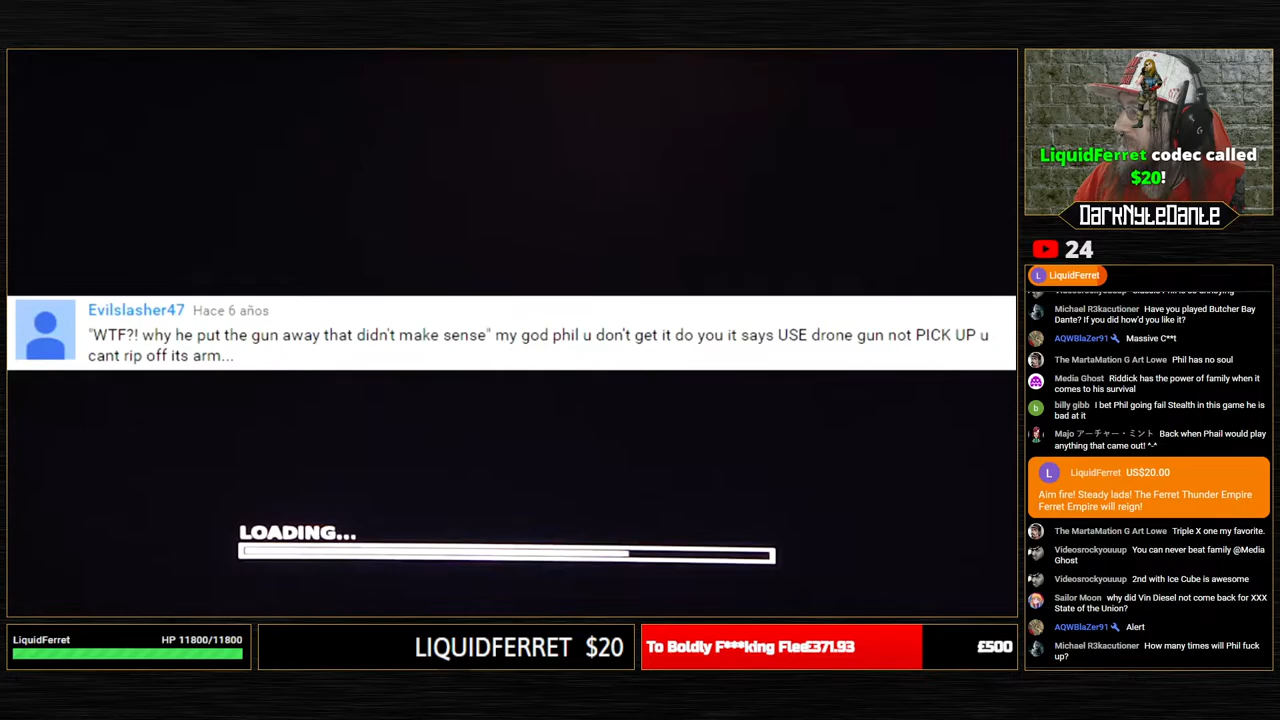 Evilslasher47 Hace 6 años
"WTF?! why he put the gun away that didn't make sense" my god phil u don't get it do you it says USE drone gun not PICK UP u
cant rip off its arm...
LOADING...
LiquidFerret HP 11800/11800
LIQUIDFERRET $20
To Boldly F***king Flee£371.93 £500
LiquidFerret codec called
$20!
DarkNyteDante
24
L LiquidFerret
Michael R3kacutioner Have you played Butcher Bay
Dante? If you did how'd you like it?
AQWBlaZer91 Massive C**t
The MartaMation G Art Lowe Phil has no soul
Media Ghost Riddick has the power of family when it
comes to his survival
billy gibb I bet Phil going fail Stealth in this game he is
bad at it
Majo アーチャー・ミント Back when Phail would play
anything that came out! ^-^
L LiquidFerret US$20.00
Aim fire! Steady lads! The Ferret Thunder Empire
Ferret Empire will reign!
The MartaMation G Art Lowe Triple X one my favorite.
Videosrockyouuup You can never beat family @Media
Ghost
Videosrockyouuup 2nd with Ice Cube is awesome
Sailor Moon why did Vin Diesel not come back for XXX
State of the Union?
AQWBlaZer91 Alert
Michael R3kacutioner How many times will Phil fuck
up?